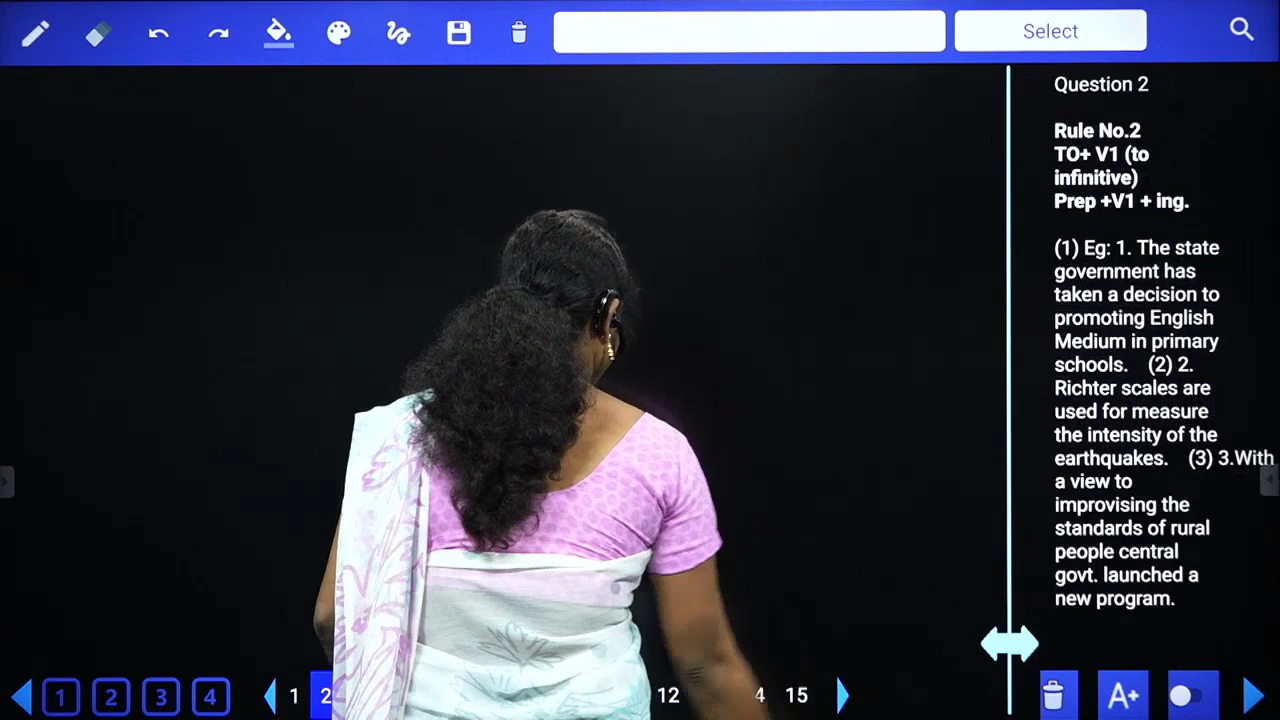 Select
Question 2
Rule No.2
TO+ V1 (to
infinitive)
Prep +V1 + ing.
(1) Eg: 1. The state
government has
taken a decision to
promoting English
Medium in primary
schools. (2) 2.
Richter scales are
used for measure
the intensity of the
earthquakes. (3) 3.With
a view to
improvising the
standards of rural
people central
govt. launched a
new program.
1 2 3 4 1 2 12 4 15 A+